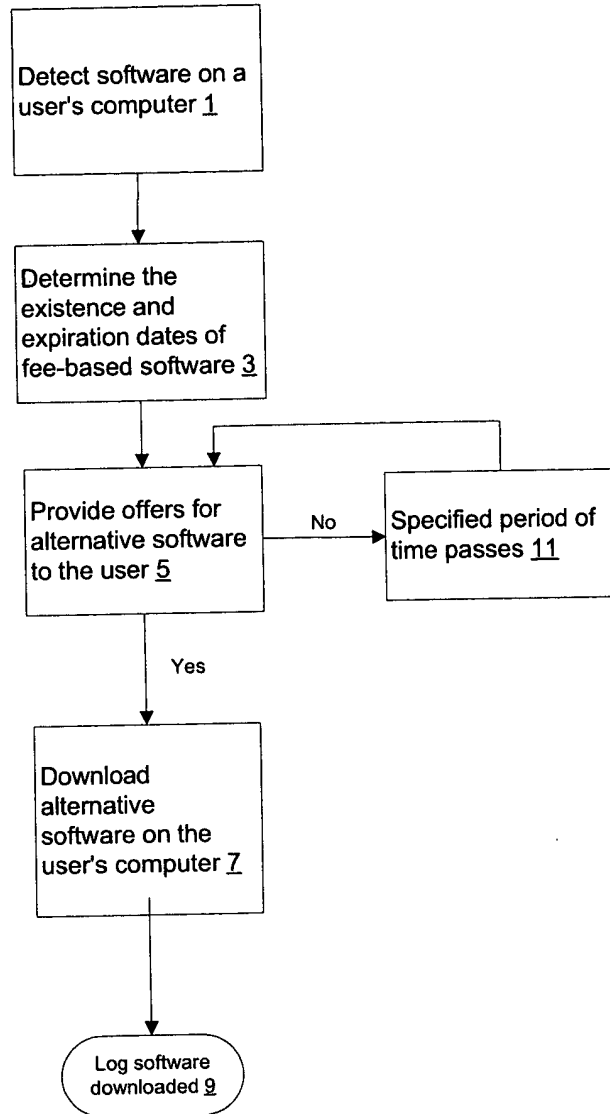 Detect software on a
user's computer 1
Determine the
existence and
expiration dates of
fee-based software 3
Provide offers for
alternative software
to the user 5
No
Specified period of
time passes 11
Yes
Download
alternative
software on the
user's computer 7
Log software
downloaded 9